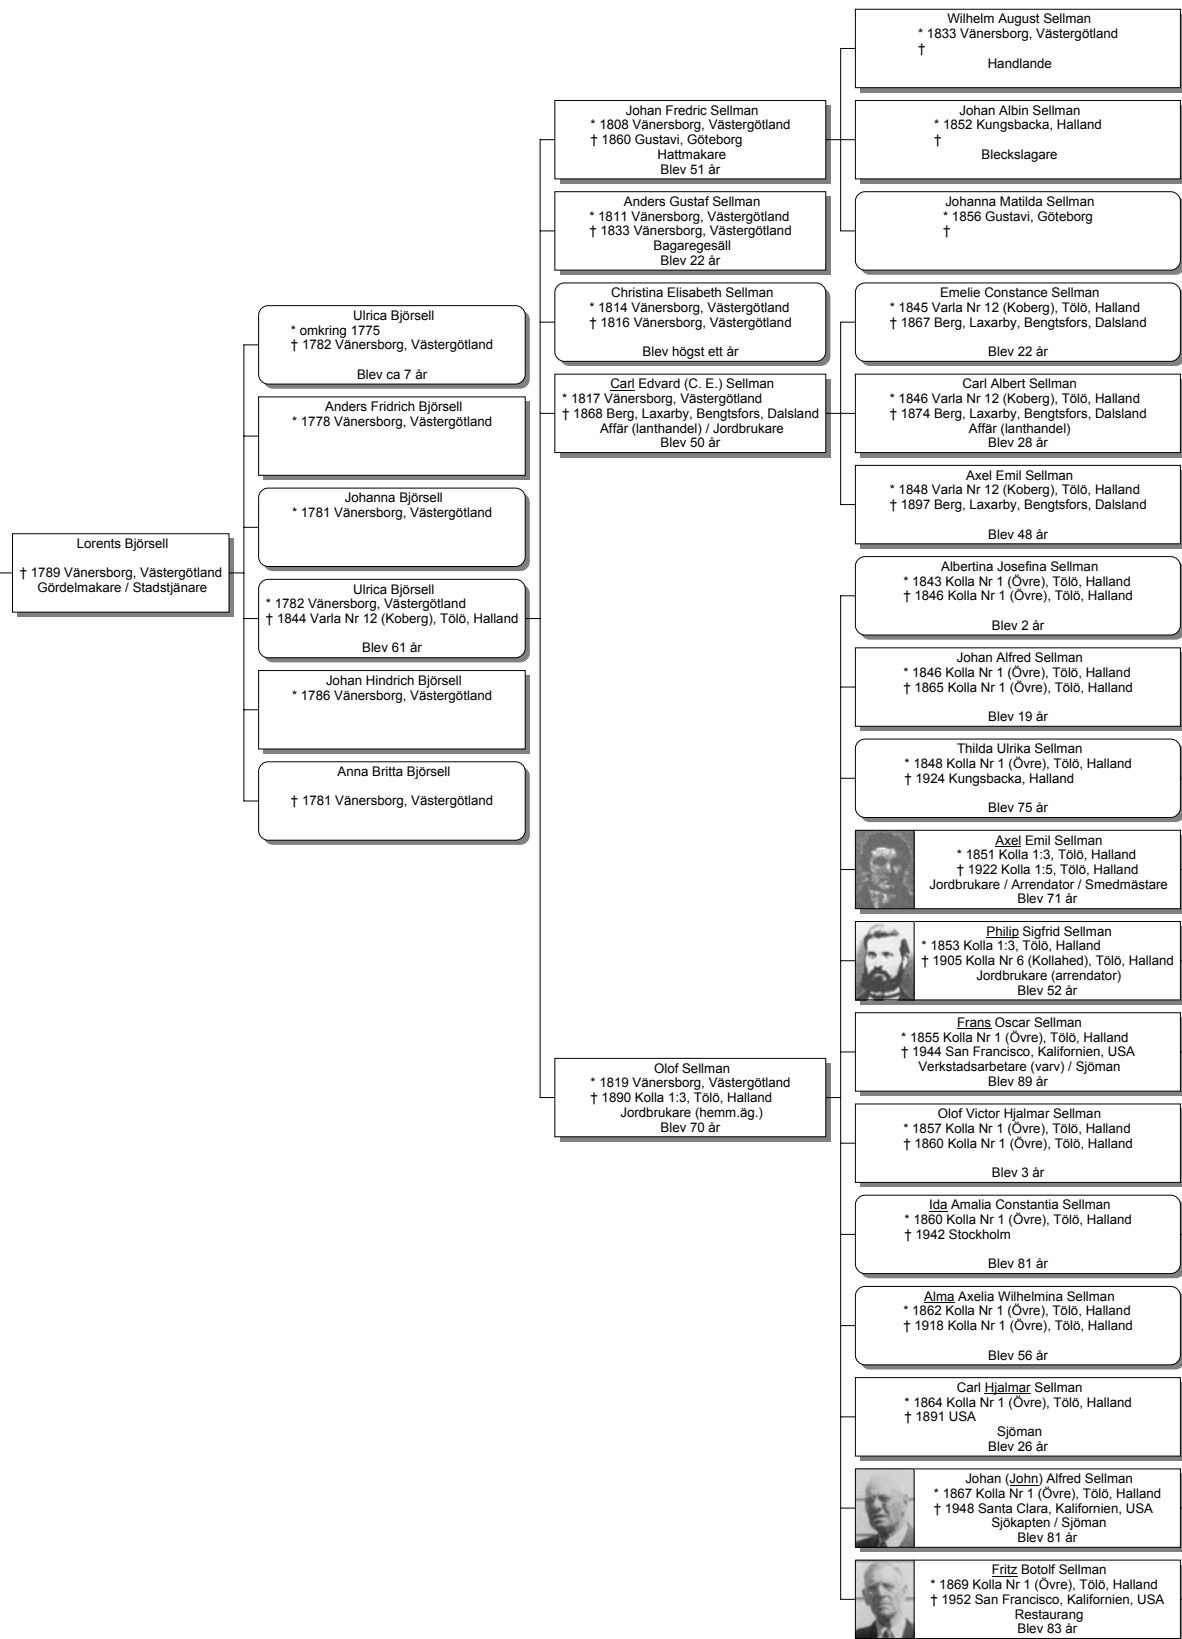 Lorents Björsell
† 1789 Vänersborg, Västergötland
Gördelmakare / Stadstjänare
Ulrica Björsell
* omkring 1775
† 1782 Vänersborg, Västergötland
Blev ca 7 år
Anders Fridrich Björsell
* 1778 Vänersborg, Västergötland
Johanna Björsell
* 1781 Vänersborg, Västergötland
Ulrica Björsell
* 1782 Vänersborg, Västergötland
† 1844 Varla Nr 12 (Koberg), Tölö, Halland
Blev 61 år
Johan Hindrich Björsell
* 1786 Vänersborg, Västergötland
Anna Britta Björsell
† 1781 Vänersborg, Västergötland
Johan Fredric Sellman
* 1808 Vänersborg, Västergötland
† 1860 Gustavi, Göteborg
Hattmakare
Blev 51 år
Anders Gustaf Sellman
* 1811 Vänersborg, Västergötland
† 1833 Vänersborg, Västergötland
Bagaregesäll
Blev 22 år
Christina Elisabeth Sellman
* 1814 Vänersborg, Västergötland
† 1816 Vänersborg, Västergötland
Blev högst ett år
Carl Edvard (C. E.) Sellman
* 1817 Vänersborg, Västergötland
† 1868 Berg, Laxarby, Bengtsfors, Dalsland
Affär (lanthandel) / Jordbrukare
Blev 50 år
Olof Sellman
* 1819 Vänersborg, Västergötland
† 1890 Kolla 1:3, Tölö, Halland
Jordbrukare (hemm.äg.)
Blev 70 år
Wilhelm August Sellman
* 1833 Vänersborg, Västergötland
†
Handlande
Johan Albin Sellman
* 1852 Kungsbacka, Halland
†
Bleckslagare
Johanna Matilda Sellman
* 1856 Gustavi, Göteborg
†
Emelie Constance Sellman
* 1845 Varla Nr 12 (Koberg), Tölö, Halland
† 1867 Berg, Laxarby, Bengtsfors, Dalsland
Blev 22 år
Carl Albert Sellman
* 1846 Varla Nr 12 (Koberg), Tölö, Halland
† 1874 Berg, Laxarby, Bengtsfors, Dalsland
Affär (lanthandel)
Blev 28 år
Axel Emil Sellman
* 1848 Varla Nr 12 (Koberg), Tölö, Halland
† 1897 Berg, Laxarby, Bengtsfors, Dalsland
Blev 48 år
Albertina Josefina Sellman
* 1843 Kolla Nr 1 (Övre), Tölö, Halland
† 1846 Kolla Nr 1 (Övre), Tölö, Halland
Blev 2 år
Johan Alfred Sellman
* 1846 Kolla Nr 1 (Övre), Tölö, Halland
† 1865 Kolla Nr 1 (Övre), Tölö, Halland
Blev 19 år
Thilda Ulrika Sellman
* 1848 Kolla Nr 1 (Övre), Tölö, Halland
† 1924 Kungsbacka, Halland
Blev 75 år
Axel Emil Sellman
* 1851 Kolla 1:3, Tölö, Halland
† 1922 Kolla 1:5, Tölö, Halland
Jordbrukare / Arrendator / Smedmästare
Blev 71 år
Philip Sigfrid Sellman
* 1853 Kolla 1:3, Tölö, Halland
† 1905 Kolla Nr 6 (Kollahed), Tölö, Halland
Jordbrukare (arrendator)
Blev 52 år
Frans Oscar Sellman
* 1855 Kolla Nr 1 (Övre), Tölö, Halland
† 1944 San Francisco, Kalifornien, USA
Verkstadsarbetare (varv) / Sjöman
Blev 89 år
Olof Victor Hjalmar Sellman
* 1857 Kolla Nr 1 (Övre), Tölö, Halland
† 1860 Kolla Nr 1 (Övre), Tölö, Halland
Blev 3 år
Ida Amalia Constantia Sellman
* 1860 Kolla Nr 1 (Övre), Tölö, Halland
† 1942 Stockholm
Blev 81 år
Alma Axelia Wilhelmina Sellman
* 1862 Kolla Nr 1 (Övre), Tölö, Halland
† 1918 Kolla Nr 1 (Övre), Tölö, Halland
Blev 56 år
Carl Hjalmar Sellman
* 1864 Kolla Nr 1 (Övre), Tölö, Halland
† 1891 USA
Sjöman
Blev 26 år
Johan (John) Alfred Sellman
* 1867 Kolla Nr 1 (Övre), Tölö, Halland
† 1948 Santa Clara, Kalifornien, USA
Sjökapten / Sjöman
Blev 81 år
Fritz Botolf Sellman
* 1869 Kolla Nr 1 (Övre), Tölö, Halland
† 1952 San Francisco, Kalifornien, USA
Restaurang
Blev 83 år